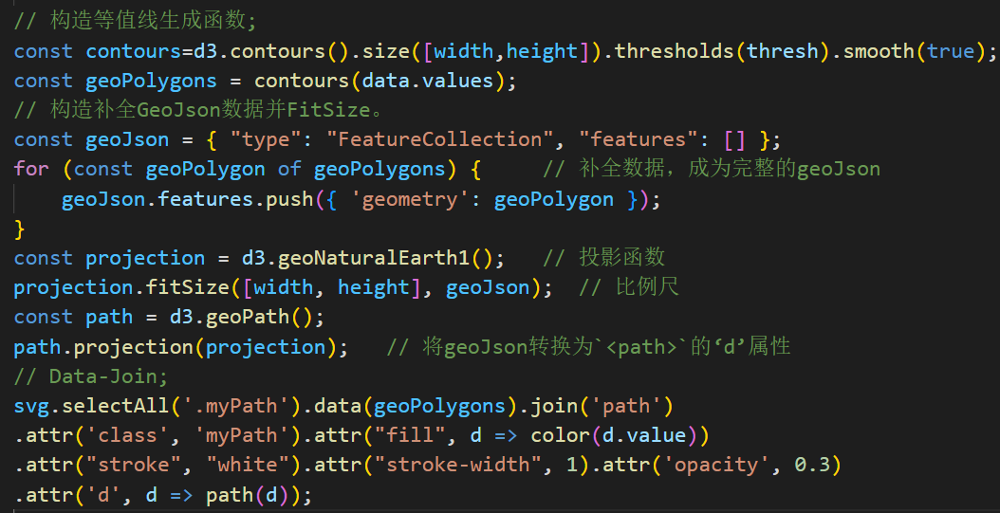 // 构造等值线生成函数;
const contours=d3.contours().size([width,height]).thresholds(thresh).smooth(true);
const geoPolygons = contours(data.values);
// 构造补全GeoJson数据并FitSize。
const geoJson = { "type": "FeatureCollection", "features": [] };
for (const geoPolygon of geoPolygons) {     // 补全数据，成为完整的geoJson
    geoJson.features.push({ 'geometry': geoPolygon });
}
const projection = d3.geoNaturalEarth1();   // 投影函数
projection.fitSize([width, height], geoJson);  // 比例尺
const path = d3.geoPath();
path.projection(projection);   // 将geoJson转换为`<path>`的‘d’属性
// Data-Join;
svg.selectAll('.myPath').data(geoPolygons).join('path')
.attr('class', 'myPath').attr("fill", d => color(d.value))
.attr("stroke", "white").attr("stroke-width", 1).attr('opacity', 0.3)
.attr('d', d => path(d));